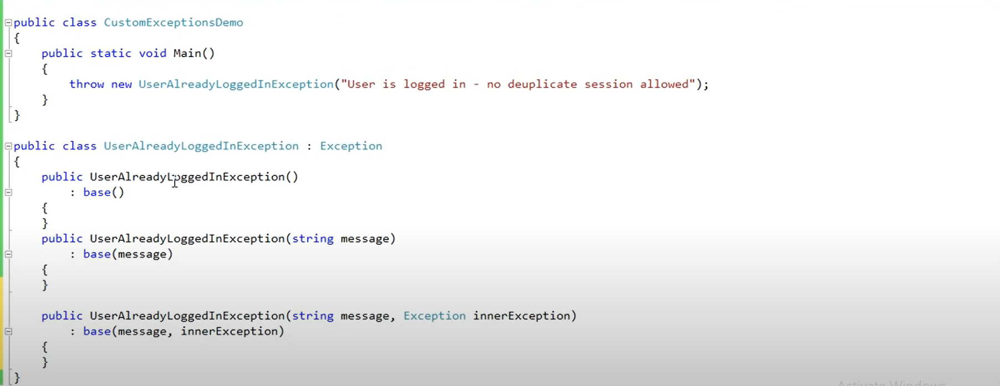 public class CustomExceptionsDemo
{
public static void Main()
{
throw new UserAlreadyLoggedInException("User is logged in - no deuplicate session allowed");
}
}
public class UserAlreadyLoggedInException : Exception
{
public UserAlreadyLoggedInException()
: base()
{
}
public UserAlreadyLoggedInException(string message)
: base(message)
{
}
public UserAlreadyLoggedInException(string message, Exception innerException)
: base(message, innerException)
{
}
}
Activate Windows